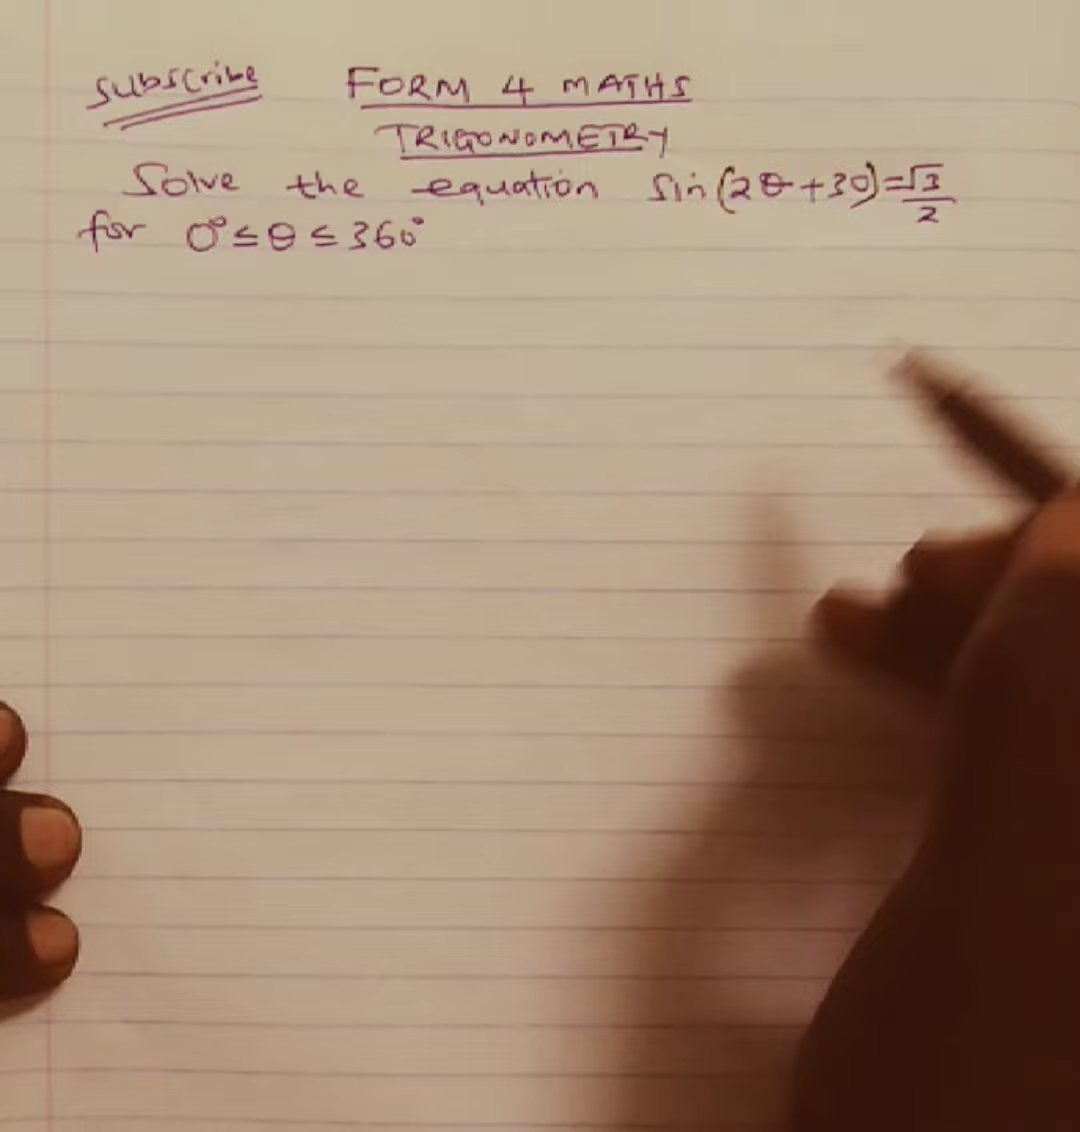 subscribe FORM 4 MATHS
TRIGONOMETRY
Solve the equation Sin(2θ+30)=√3/2
for 0°≤θ≤360°